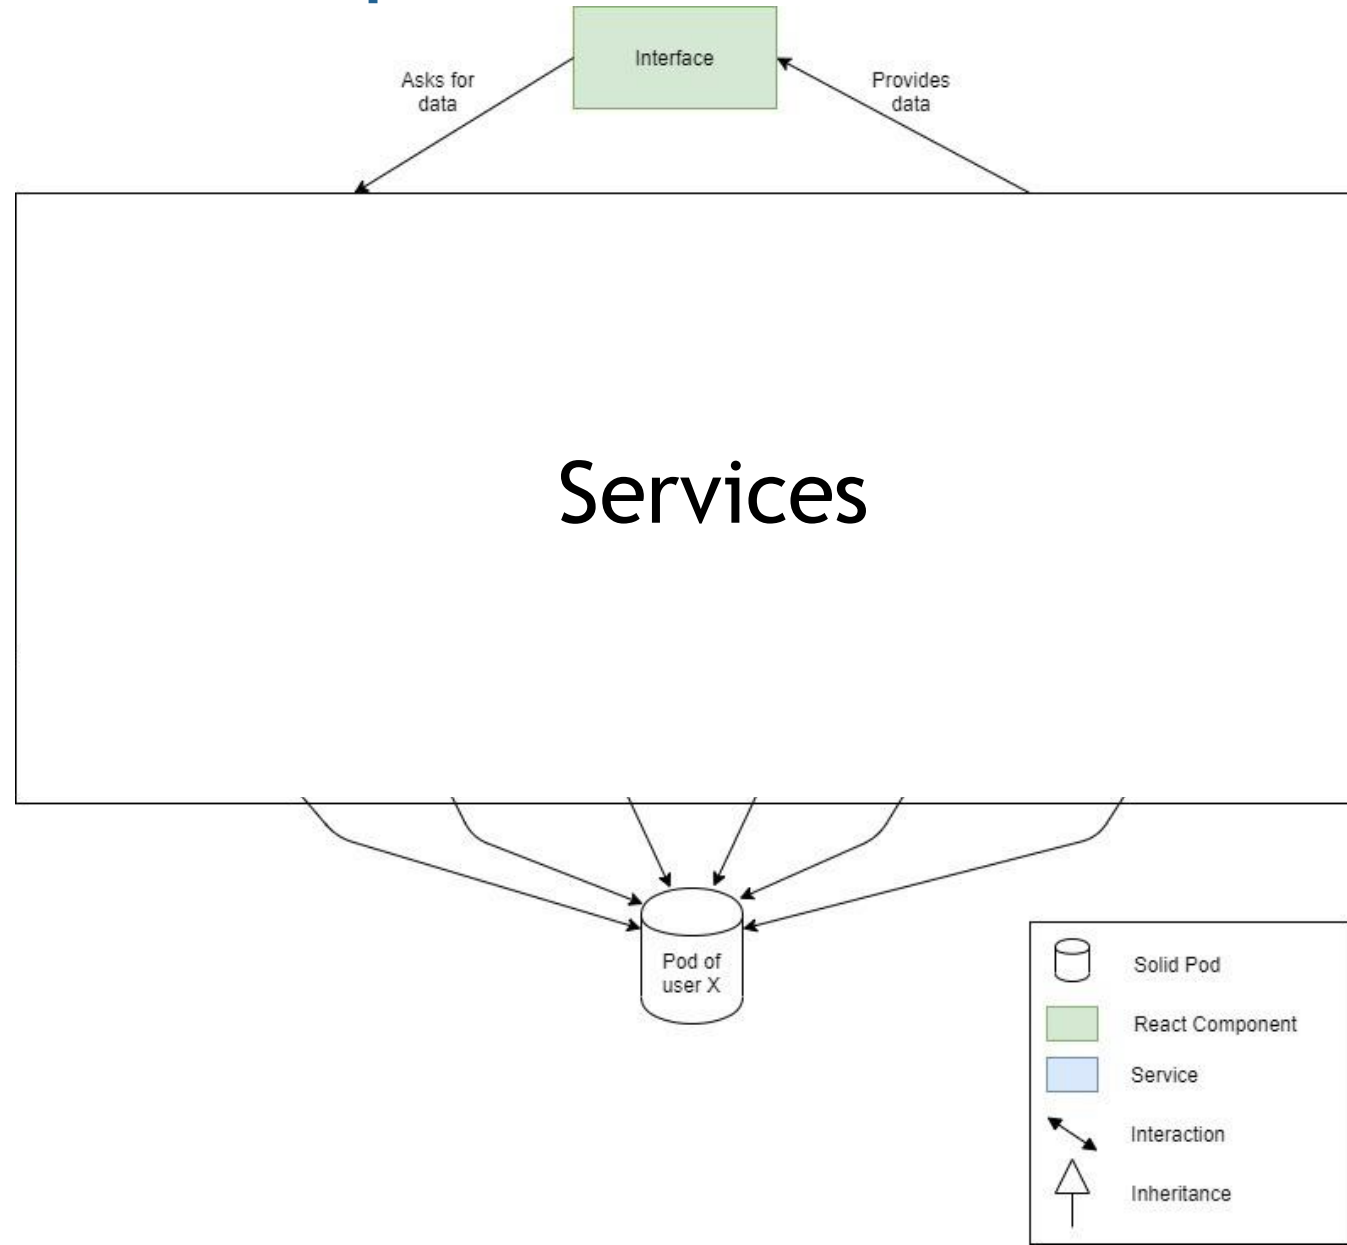 Interface
Asks for
data
Provides
data
Services
Pod of
user X
Solid Pod
React Component
Service
Interaction
Inheritance